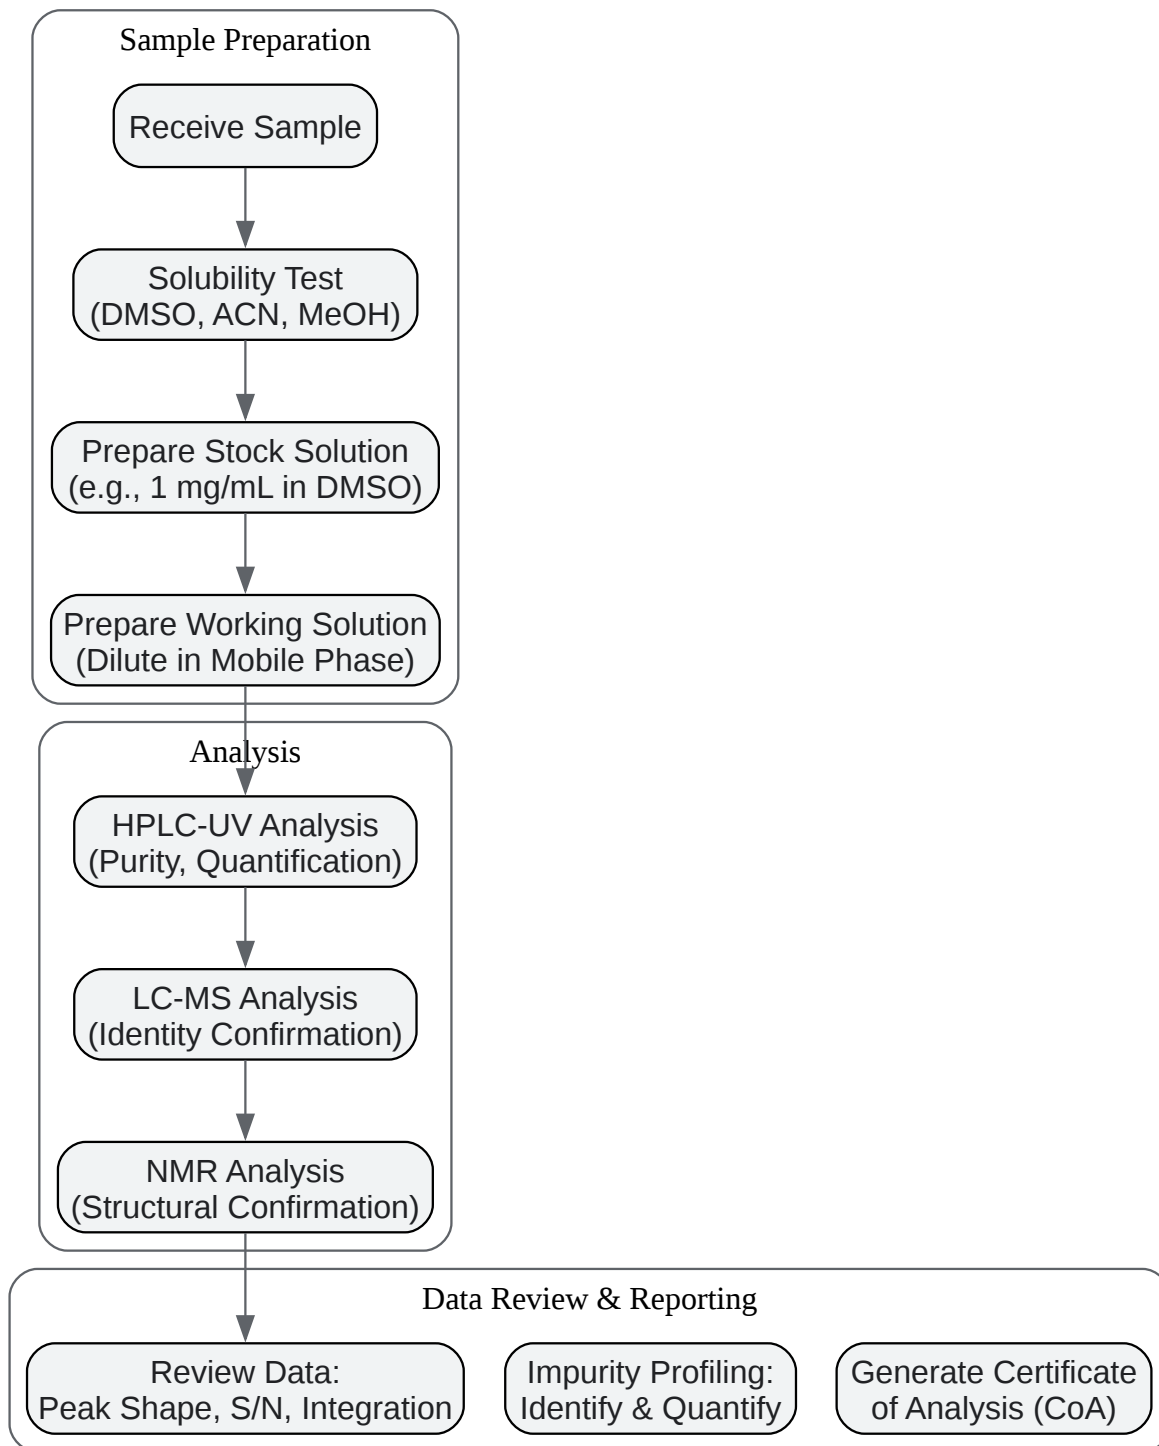 Sample Preparation
Receive Sample
Solubility Test
(DMSO, ACN, MeOH)
Prepare Stock Solution
(e.g., 1 mg/mL in DMSO)
Prepare Working Solution
(Dilute in Mobile Phase)
Analysis
HPLC-UV Analysis
(Purity, Quantification)
LC-MS Analysis
(Identity Confirmation)
NMR Analysis
(Structural Confirmation)
Data Review & Reporting
Review Data:
Peak Shape, S/N, Integration
Impurity Profiling:
Identify & Quantify
Generate Certificate
of Analysis (CoA)